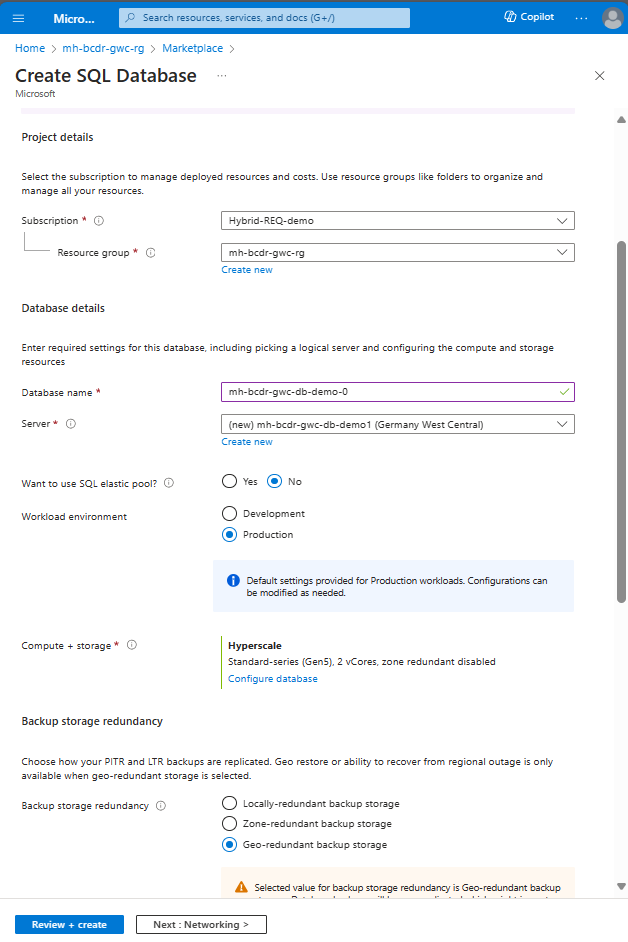 Micro...
Search resources, services, and docs (G+/)
Copilot
...
Home > mh-bcdr-gwc-rg > Marketplace >
Create SQL Database ...
Microsoft
Project details
Select the subscription to manage deployed resources and costs. Use resource groups like folders to organize and
manage all your resources.
Subscription *
Hybrid-REQ-demo
Resource group *
mh-bcdr-gwc-rg
Create new
Database details
Enter required settings for this database, including picking a logical server and configuring the compute and storage
resources
Database name *
mh-bcdr-gwc-db-demo-0
Server *
(new) mh-bcdr-gwc-db-demo1 (Germany West Central)
Create new
Want to use SQL elastic pool?
Yes No
Workload environment
Development
Production
Default settings provided for Production workloads. Configurations can
be modified as needed.
Compute + storage *
Hyperscale
Standard-series (Gen5), 2 vCores, zone redundant disabled
Configure database
Backup storage redundancy
Choose how your PITR and LTR backups are replicated. Geo restore or ability to recover from regional outage is only
available when geo-redundant storage is selected.
Backup storage redundancy
Locally-redundant backup storage
Zone-redundant backup storage
Geo-redundant backup storage
Selected value for backup storage redundancy is Geo-redundant backup
Review + create
Next : Networking >